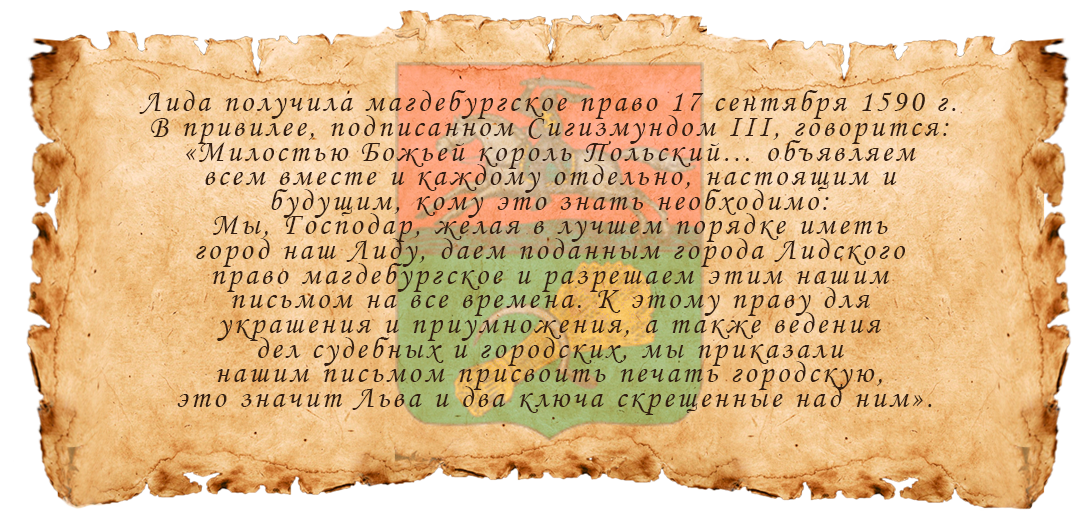 Лида получила магдебургское право 17 сентября 1590 г.
В привилее, подписанном Сигизмундом III, говорится:
«Милостью Божьей король Польский... объявляем
всем вместе и каждому отдельно, настоящим и
будущим, кому это знать необходимо:
Мы, Господар, желая в лучшем порядке иметь
город наш Лиду, даем поданным города Лидского
право магдебургское и разрешаем этим нашим
письмом на все времена. К этому праву для
украшения и приумножения, а также ведения
дел судебных и городских, мы приказали
нашим письмом присвоить печать городскую,
это значит Льва и два ключа скрещенные над ним».